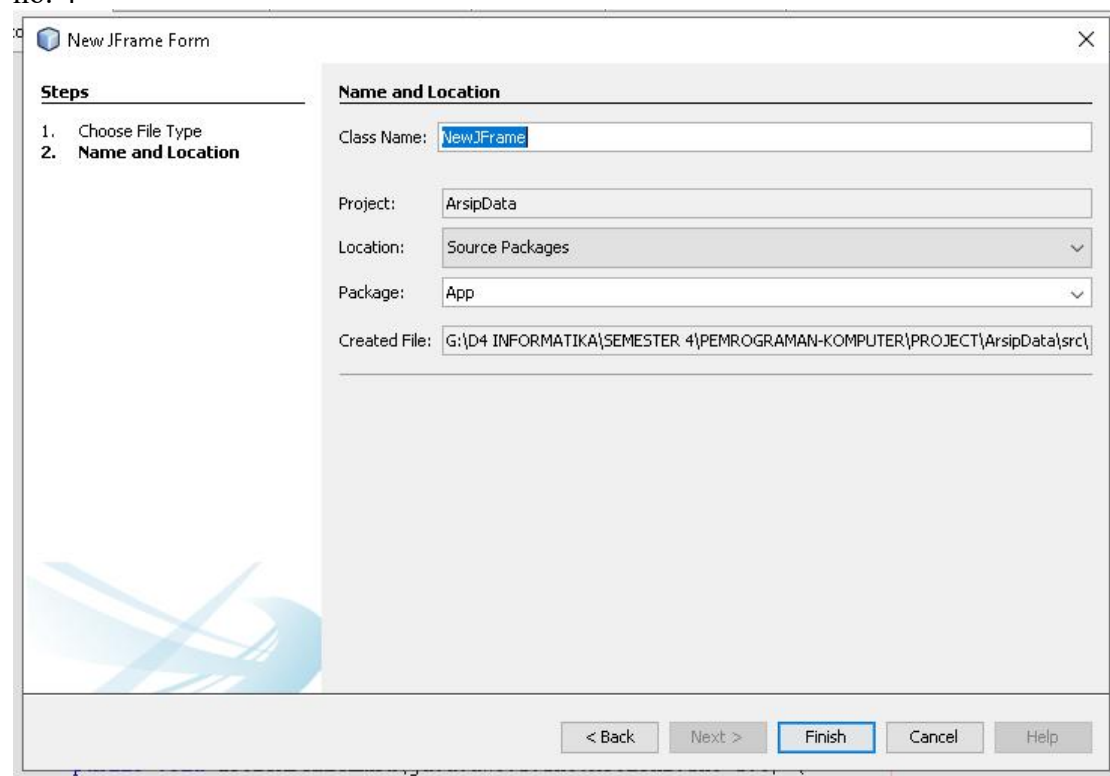 New JFrame Form
Steps
1. Choose File Type
2. Name and Location
Name and Location
Class Name: NewJFrame
Project: ArsipData
Location: Source Packages
Package: App
Created File: G:\D4 INFORMATIKA\SEMESTER 4\PEMROGRAMAN-KOMPUTER\PROJECT\ArsipData\src\
< Back Next > Finish Cancel Help